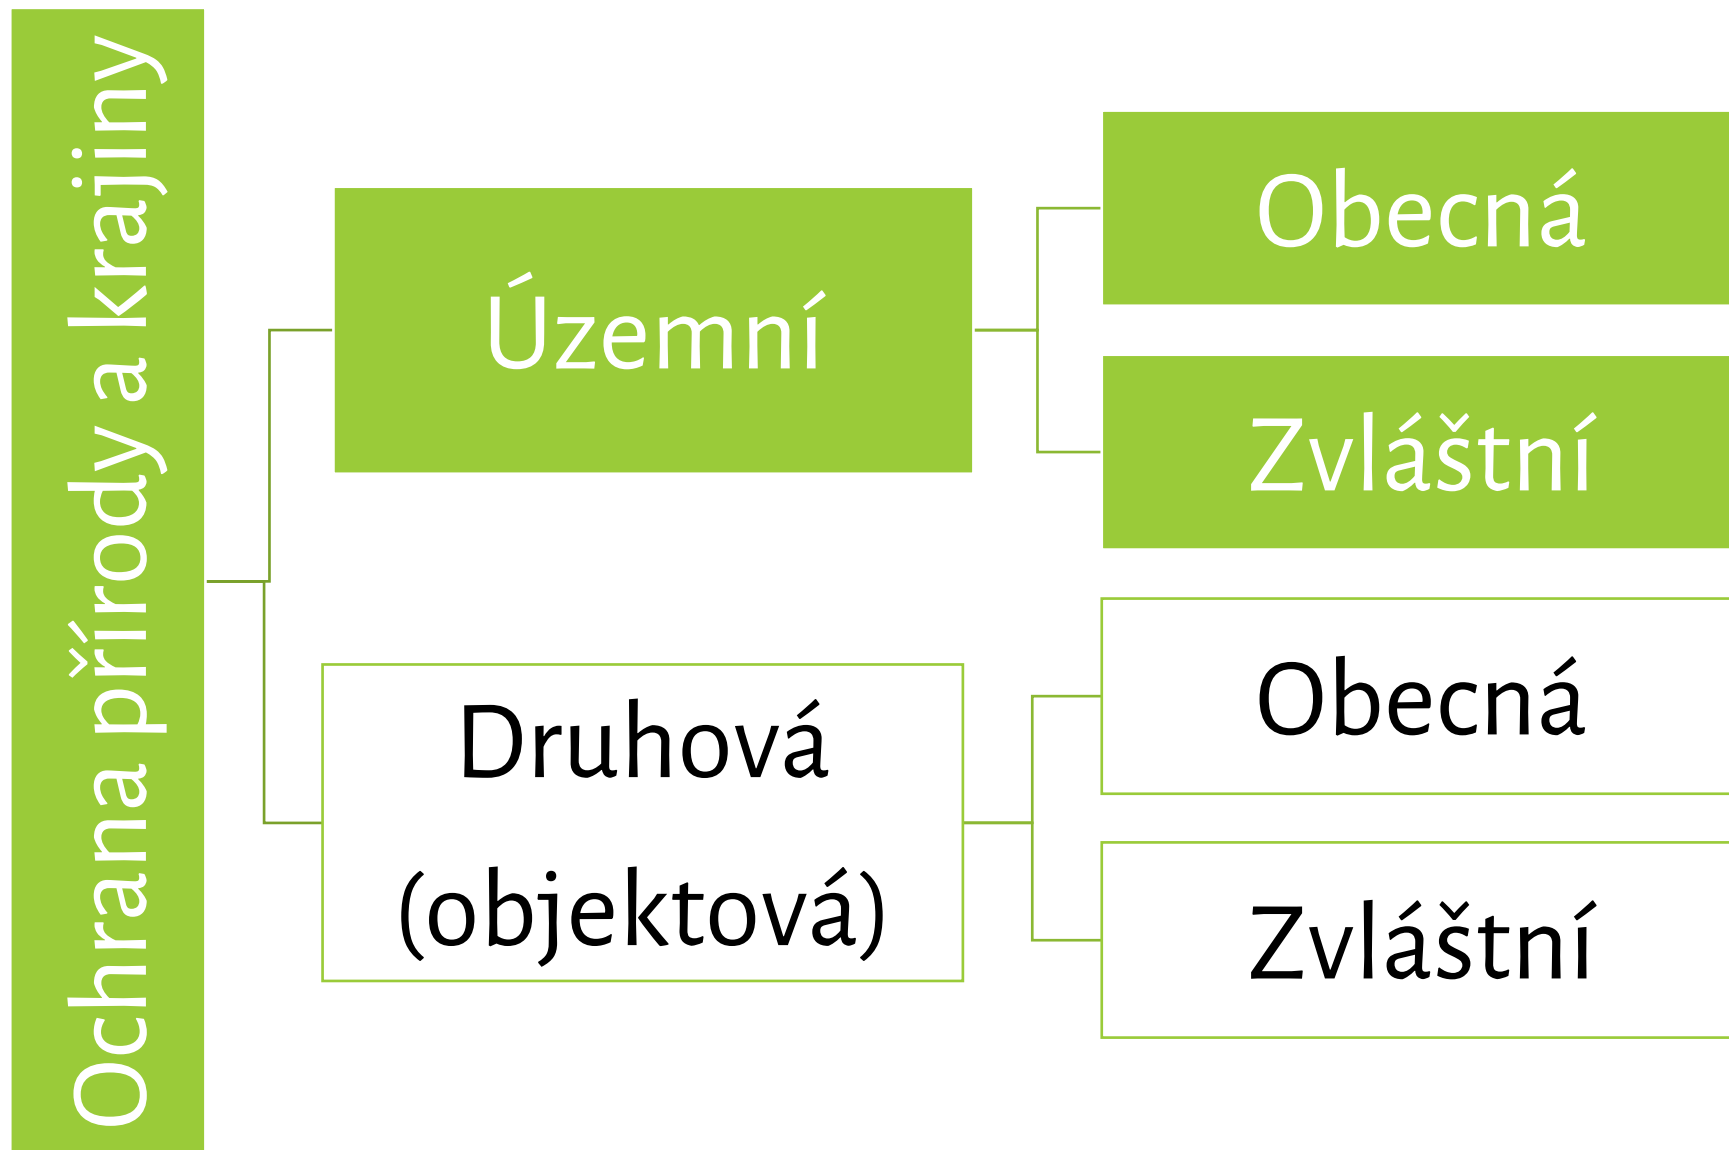 Ochrana přírody a krajiny
Územní
Obecná
Zvláštní
Druhová
(objektová)
Obecná
Zvláštní